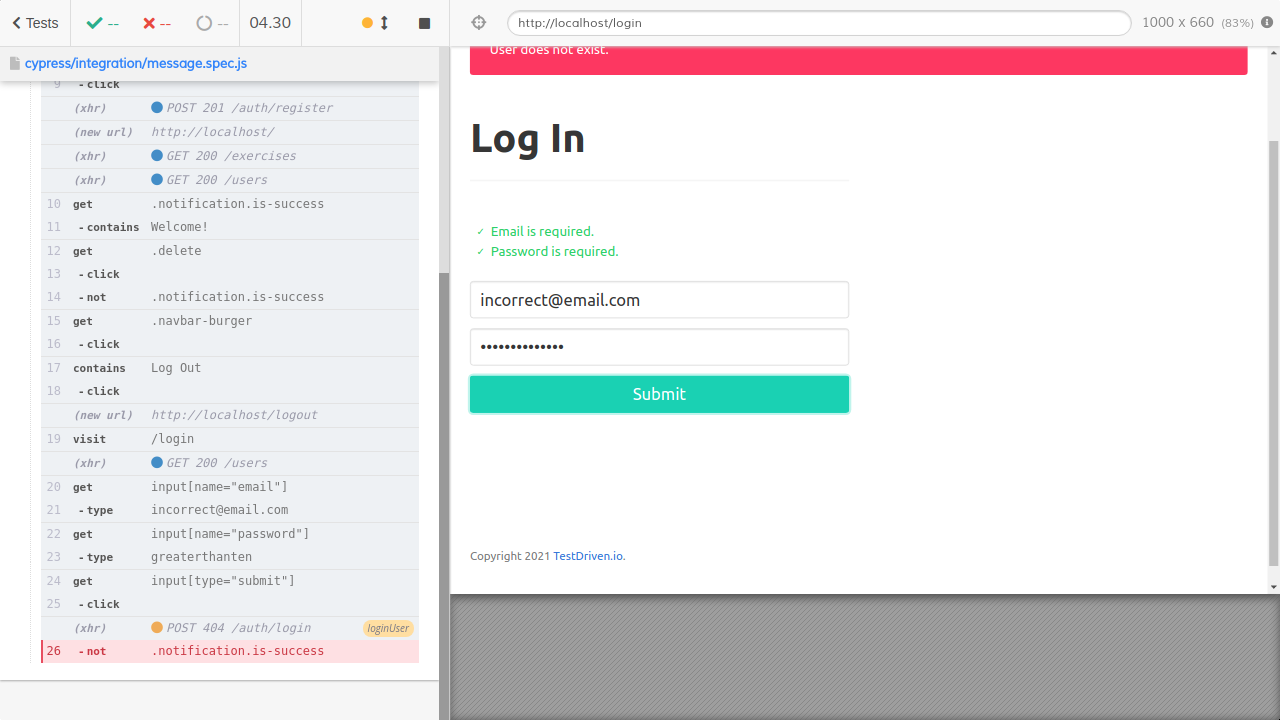 Tests
--
--
--
04.30
http://localhost/login
1000 x 660 (83%)
cypress/integration/message.spec.js
9 - click
(xhr) POST 201 /auth/register
(new url) http://localhost/
(xhr) GET 200 /exercises
(xhr) GET 200 /users
10 get .notification.is-success
11 - contains Welcome!
12 get .delete
13 - click
14 - not .notification.is-success
15 get .navbar-burger
16 - click
17 contains Log Out
18 - click
(new url) http://localhost/logout
19 visit /login
(xhr) GET 200 /users
20 get input[name="email"]
21 - type incorrect@email.com
22 get input[name="password"]
23 - type greaterthanten
24 get input[type="submit"]
25 - click
(xhr) POST 404 /auth/login loginUser
26 - not .notification.is-success
User does not exist.
Log In
✓ Email is required.
✓ Password is required.
incorrect@email.com
••••••••••••••
Submit
Copyright 2021 TestDriven.io.